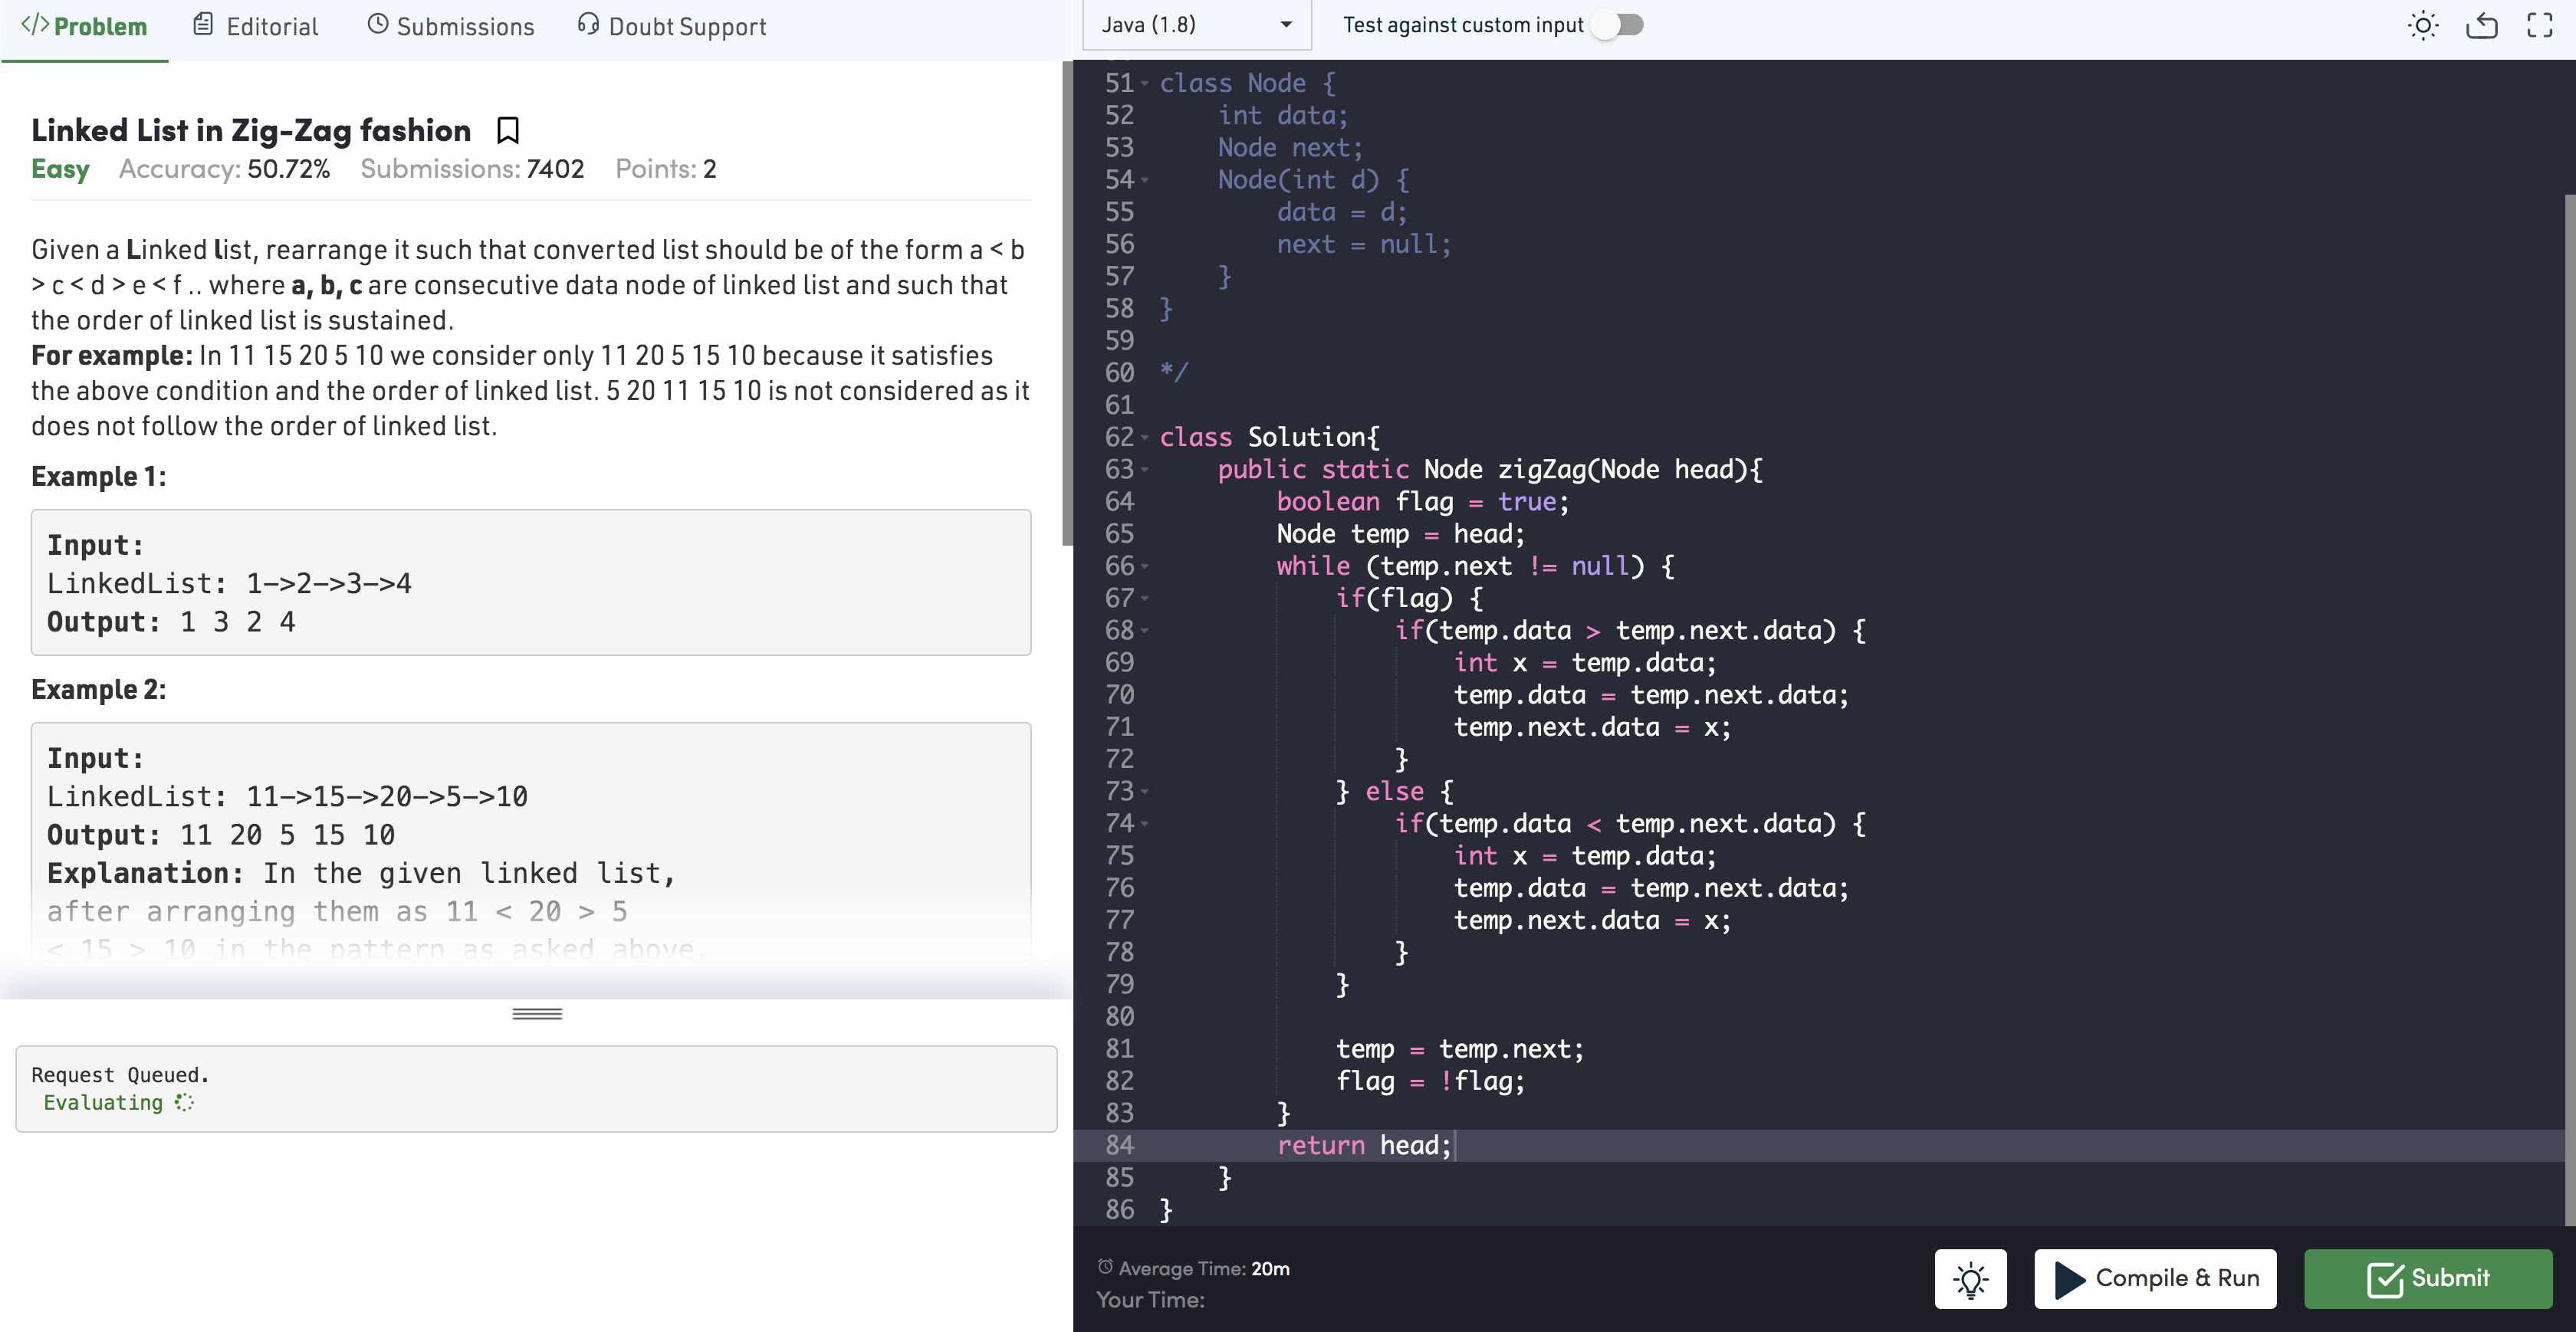 </> Problem
Editorial
Submissions
Doubt Support
Java (1.8)
Test against custom input
Linked List in Zig-Zag fashion
Easy Accuracy: 50.72% Submissions: 7402 Points: 2
Given a Linked list, rearrange it such that converted list should be of the form a < b
> c < d > e < f .. where a, b, c are consecutive data node of linked list and such that
the order of linked list is sustained.
For example: In 11 15 20 5 10 we consider only 11 20 5 15 10 because it satisfies
the above condition and the order of linked list. 5 20 11 15 10 is not considered as it
does not follow the order of linked list.
Example 1:
Input:
LinkedList: 1->2->3->4
Output: 1 3 2 4
Example 2:
Input:
LinkedList: 11->15->20->5->10
Output: 11 20 5 15 10
Explanation: In the given linked list,
after arranging them as 11 < 20 > 5
< 15 > 10 in the pattern as asked above.
Request Queued.
Evaluating
51 class Node {
52 int data;
53 Node next;
54 Node(int d) {
55 data = d;
56 next = null;
57 }
58 }
59
60 */
61
62 class Solution{
63 public static Node zigZag(Node head){
64 boolean flag = true;
65 Node temp = head;
66 while (temp.next != null) {
67 if(flag) {
68 if(temp.data > temp.next.data) {
69 int x = temp.data;
70 temp.data = temp.next.data;
71 temp.next.data = x;
72 }
73 } else {
74 if(temp.data < temp.next.data) {
75 int x = temp.data;
76 temp.data = temp.next.data;
77 temp.next.data = x;
78 }
79 }
80
81 temp = temp.next;
82 flag = !flag;
83 }
84 return head;
85 }
86 }
Average Time: 20m
Your Time:
Compile & Run
Submit